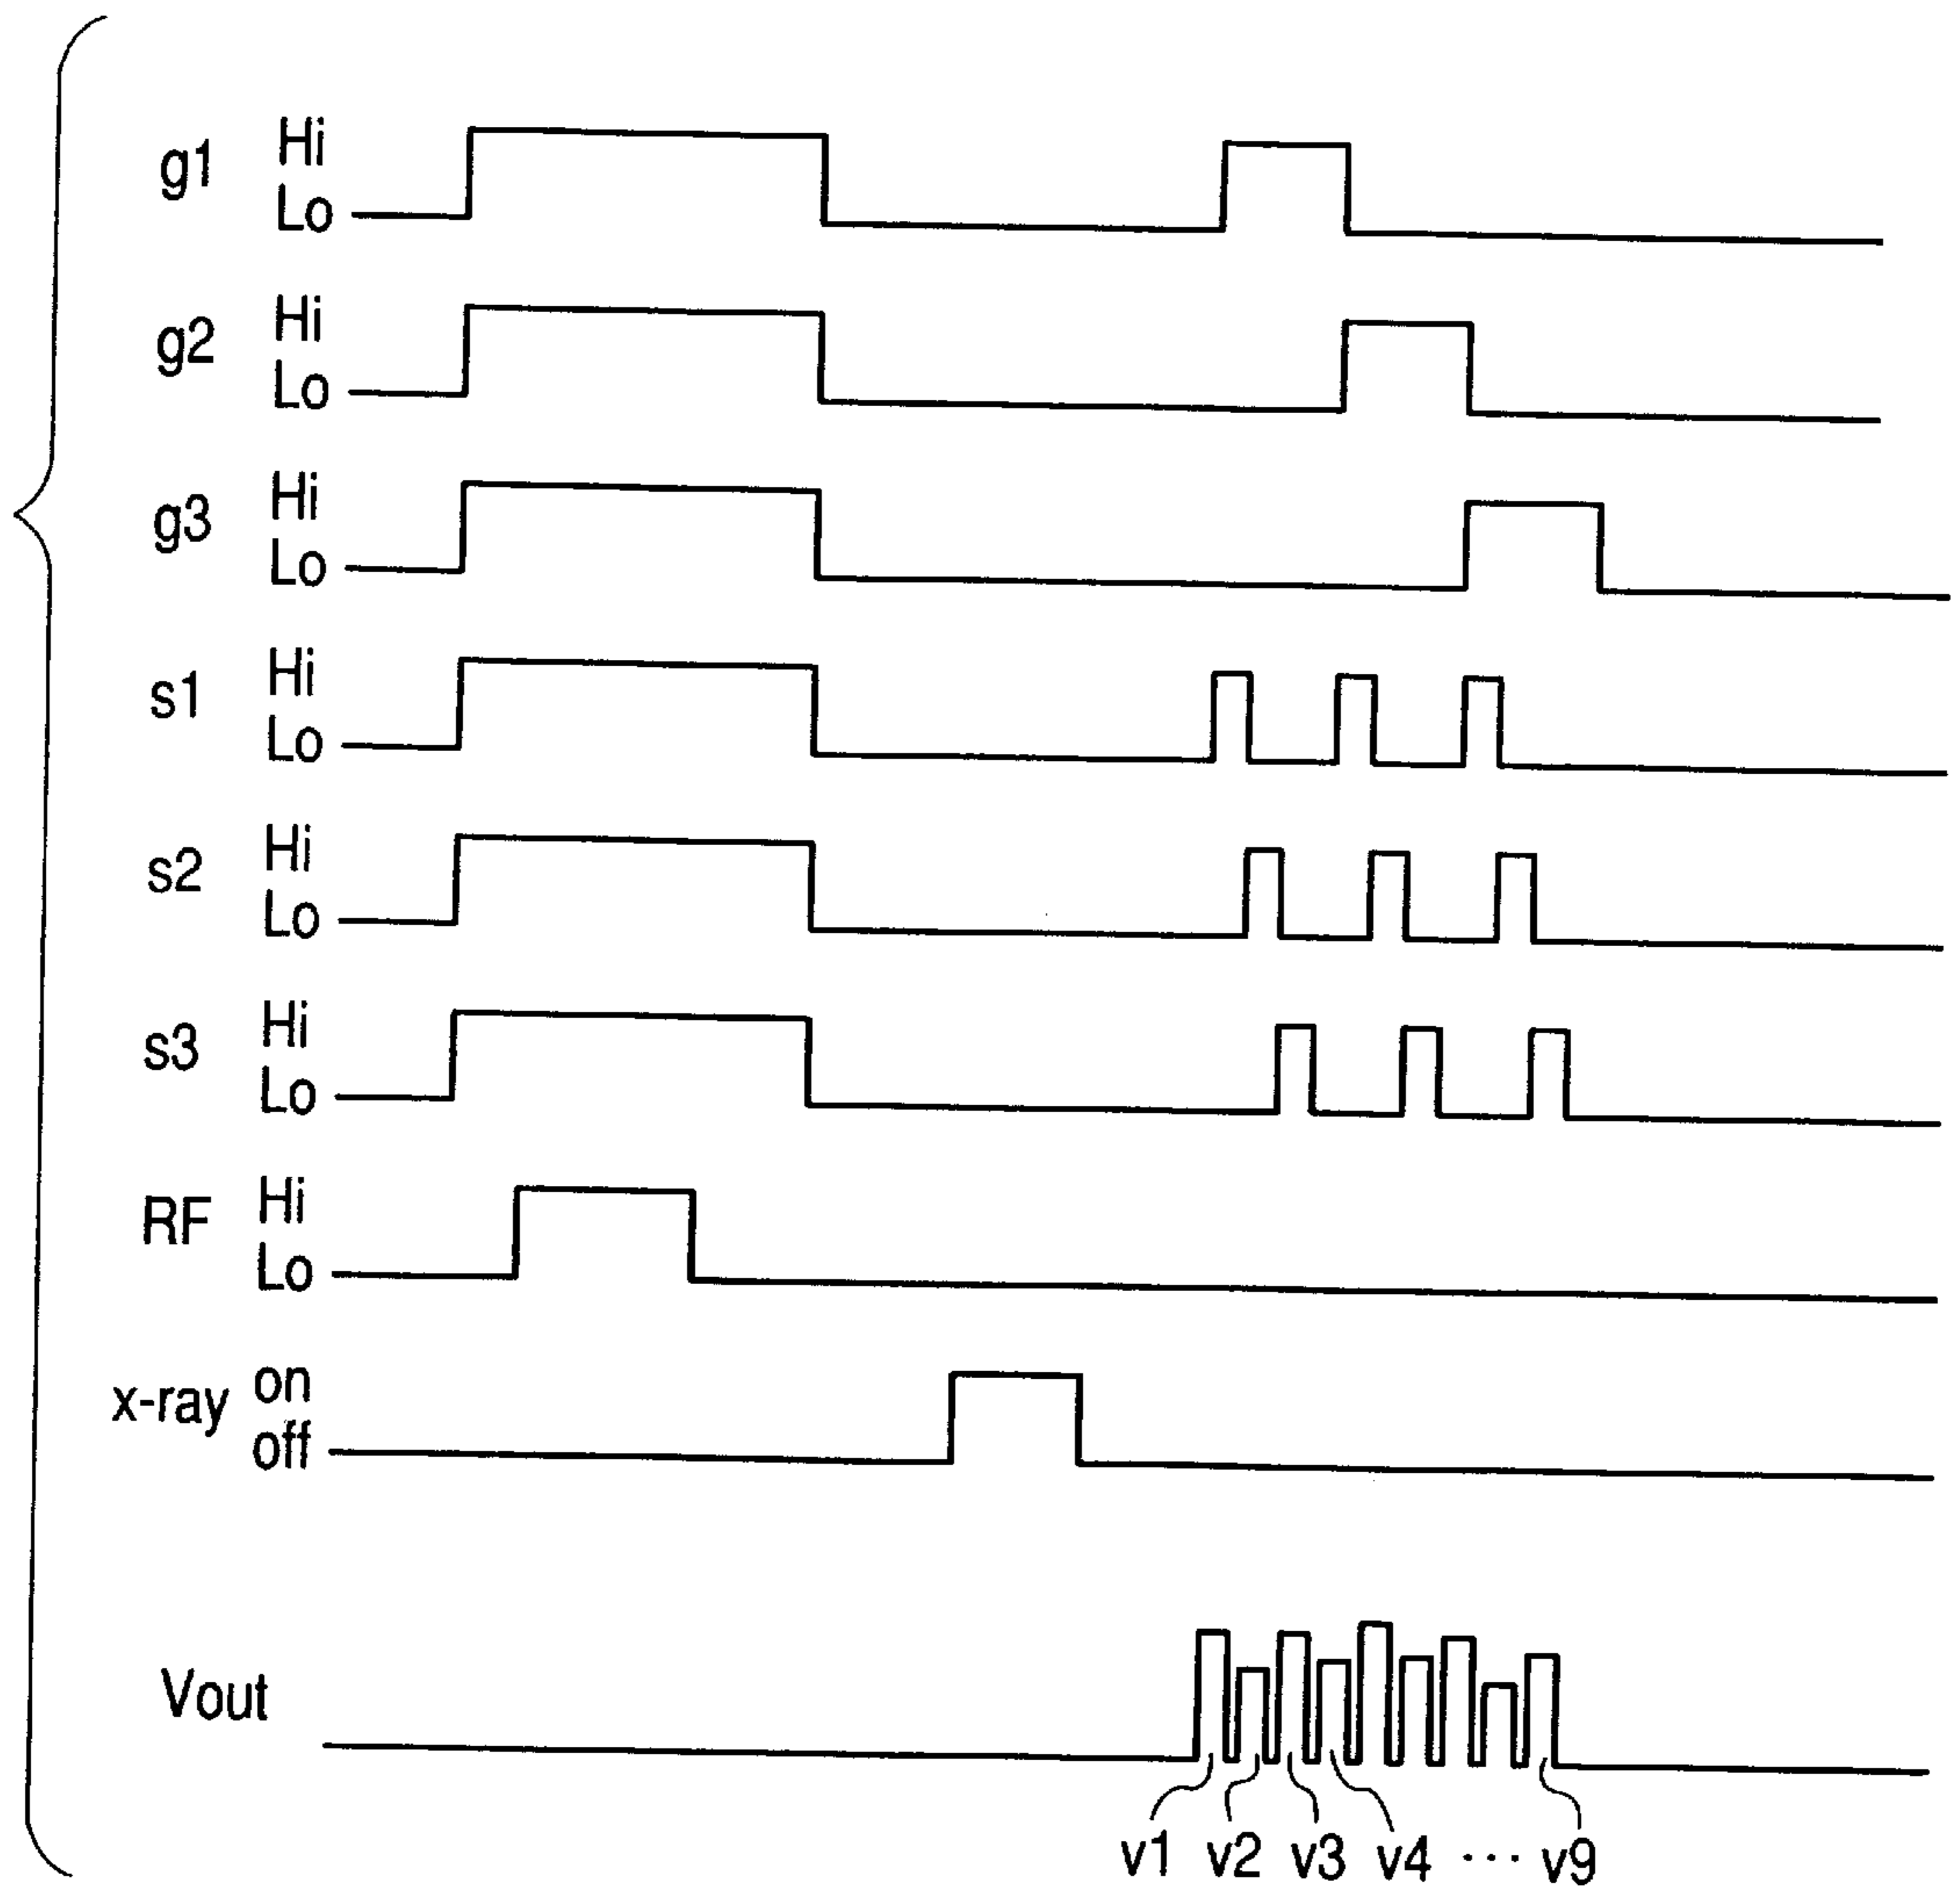 g1 Hi
Lo
g2 Hi
Lo
g3 Hi
Lo
s1 Hi
Lo
s2 Hi
Lo
s3 Hi
Lo
RF Hi
Lo
x-ray on
off
Vout
v1 v2 v3 v4 ... v9